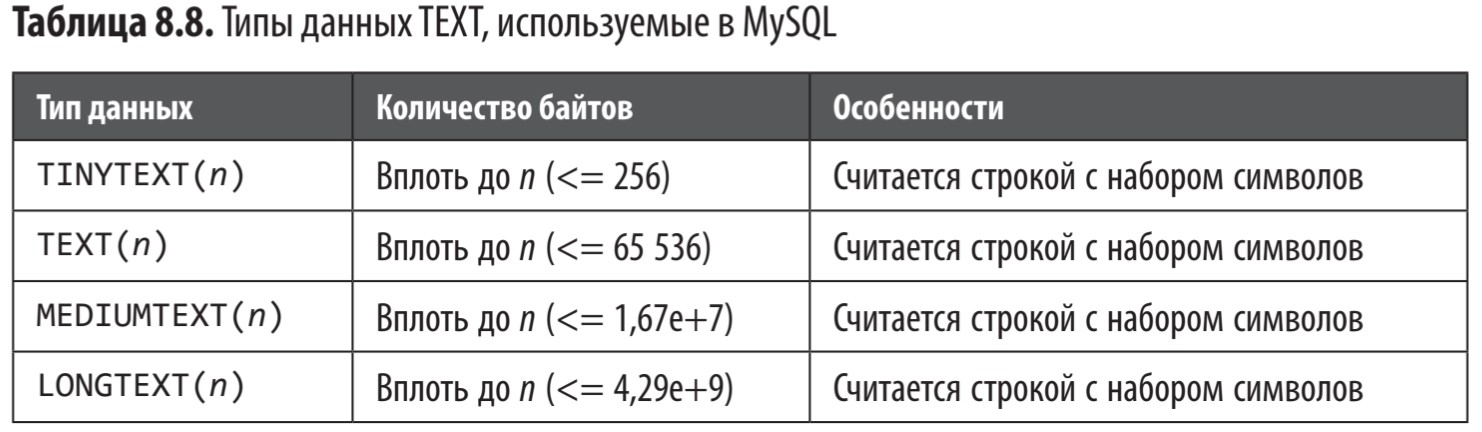 Таблица 8.8. Типы данных TEXT, используемые в MySQL
Тип данных Количество байтов Особенности
TINYTEXT(n) Вплоть до n (<= 256) Считается строкой с набором символов
TEXT(n) Вплоть до n (<= 65 536) Считается строкой с набором символов
MEDIUMTEXT(n) Вплоть до n (<= 1,67e+7) Считается строкой с набором символов
LONGTEXT(n) Вплоть до n (<= 4,29e+9) Считается строкой с набором символов